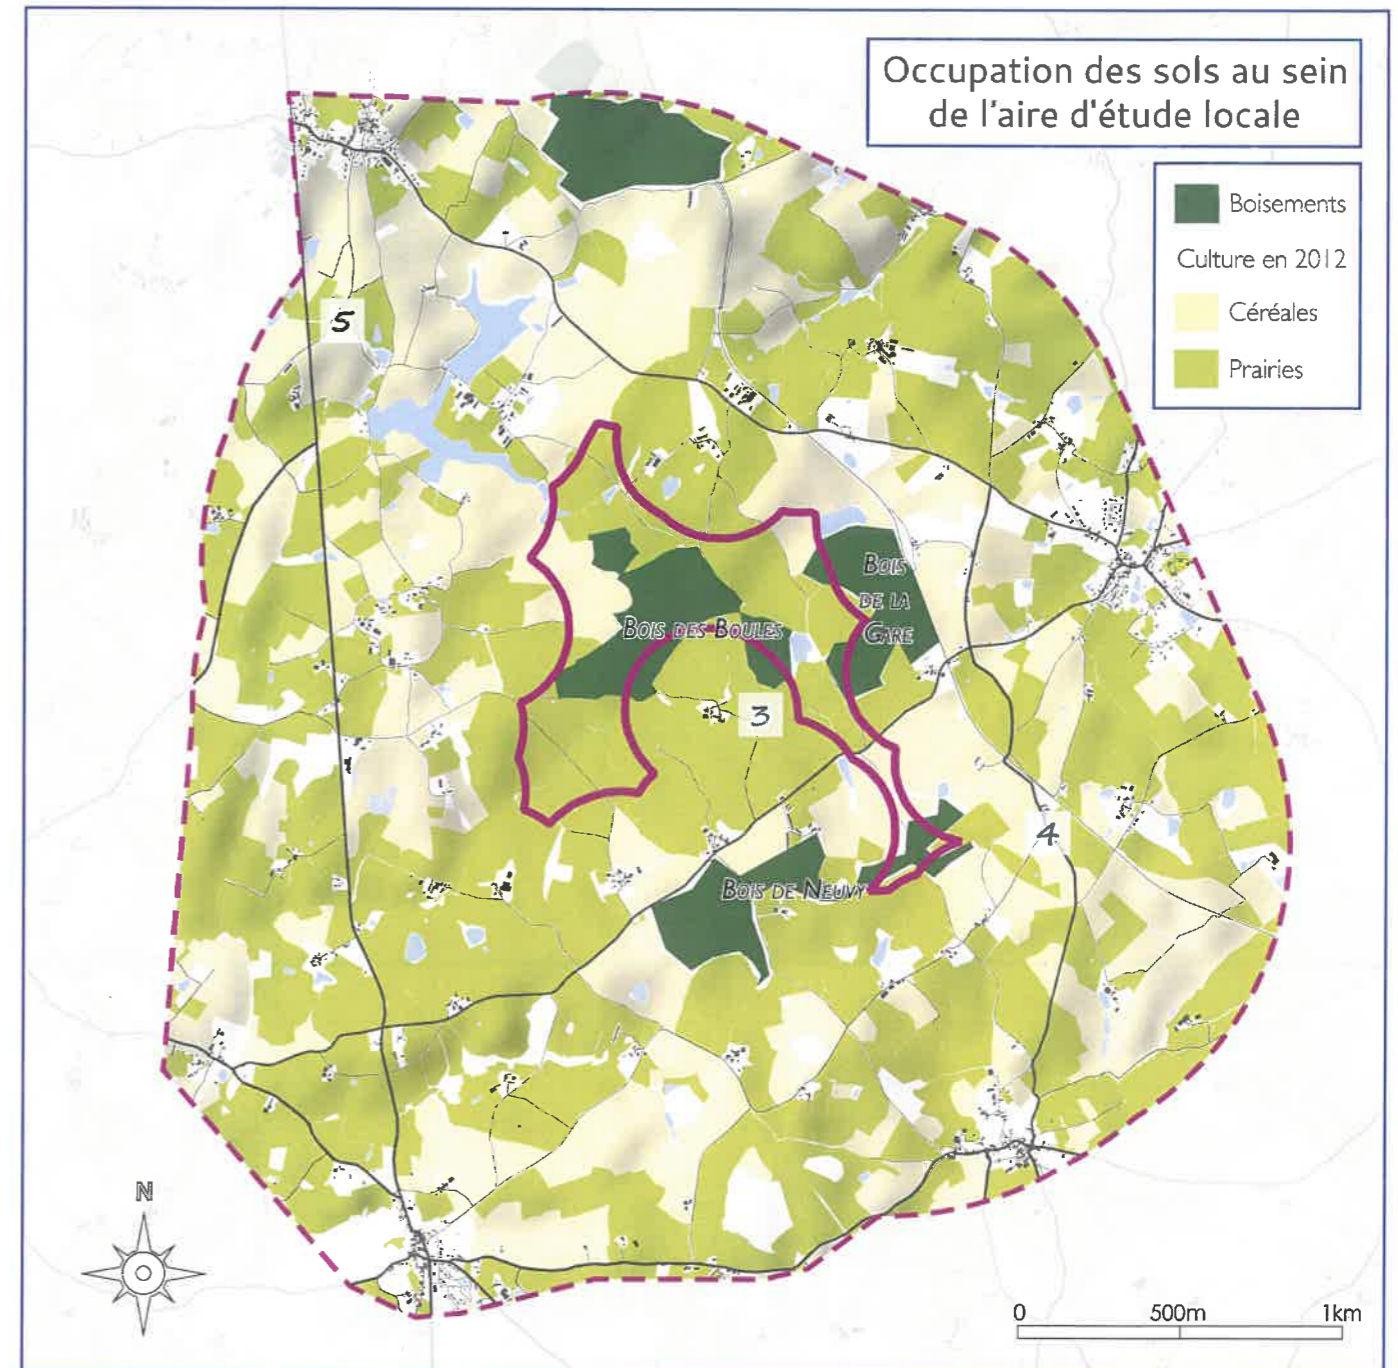 Occupation des sols au sein
de l'aire d'étude locale
Boisements
Culture en 2012
Céréales
Prairies
5
BOIS
DE LA
GARE
BOIS DES BOULES
3
4
BOIS DE NEUVY
N
0 500m 1km